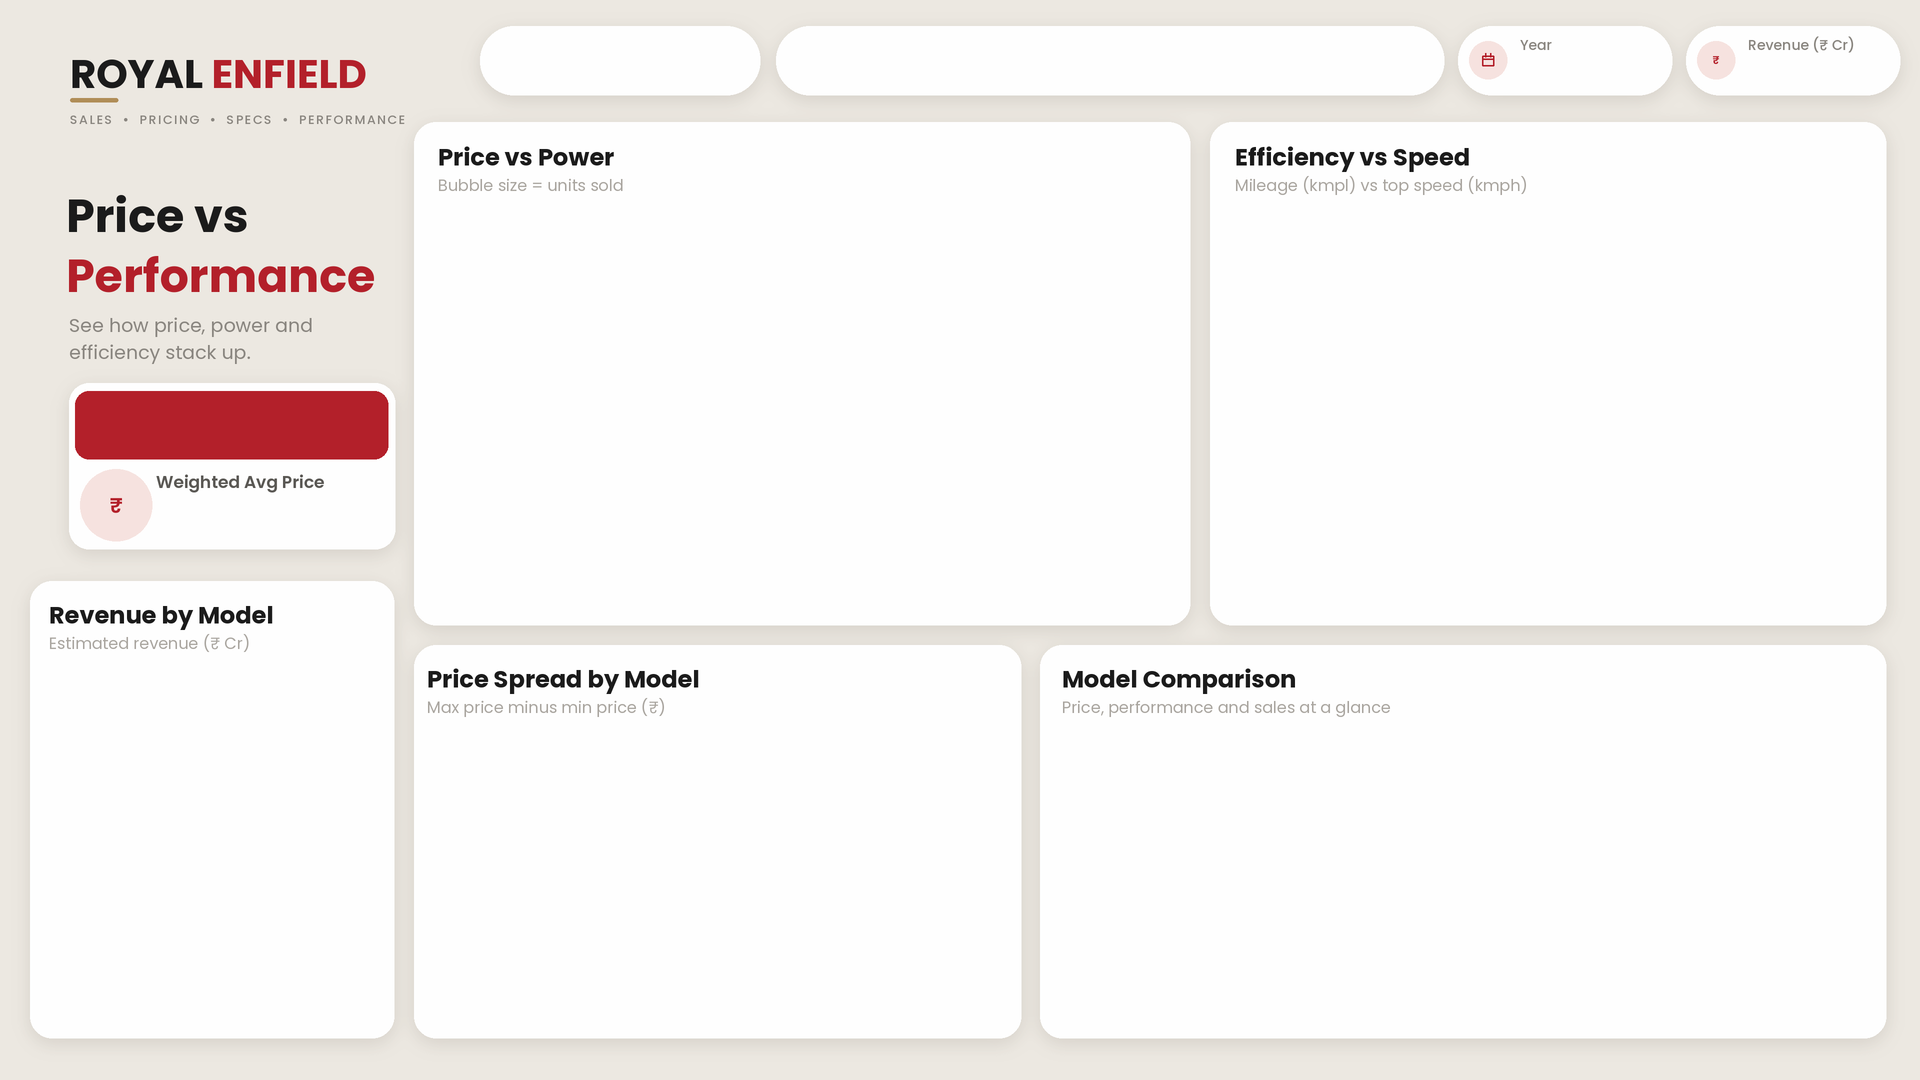 ROYAL ENFIELD
SALES • PRICING • SPECS • PERFORMANCE
Year
₹
Revenue (₹ Cr)
Price vs
Performance
See how price, power and
efficiency stack up.
₹
Weighted Avg Price
Price vs Power
Bubble size = units sold
Efficiency vs Speed
Mileage (kmpl) vs top speed (kmph)
Revenue by Model
Estimated revenue (₹ Cr)
Price Spread by Model
Max price minus min price (₹)
Model Comparison
Price, performance and sales at a glance